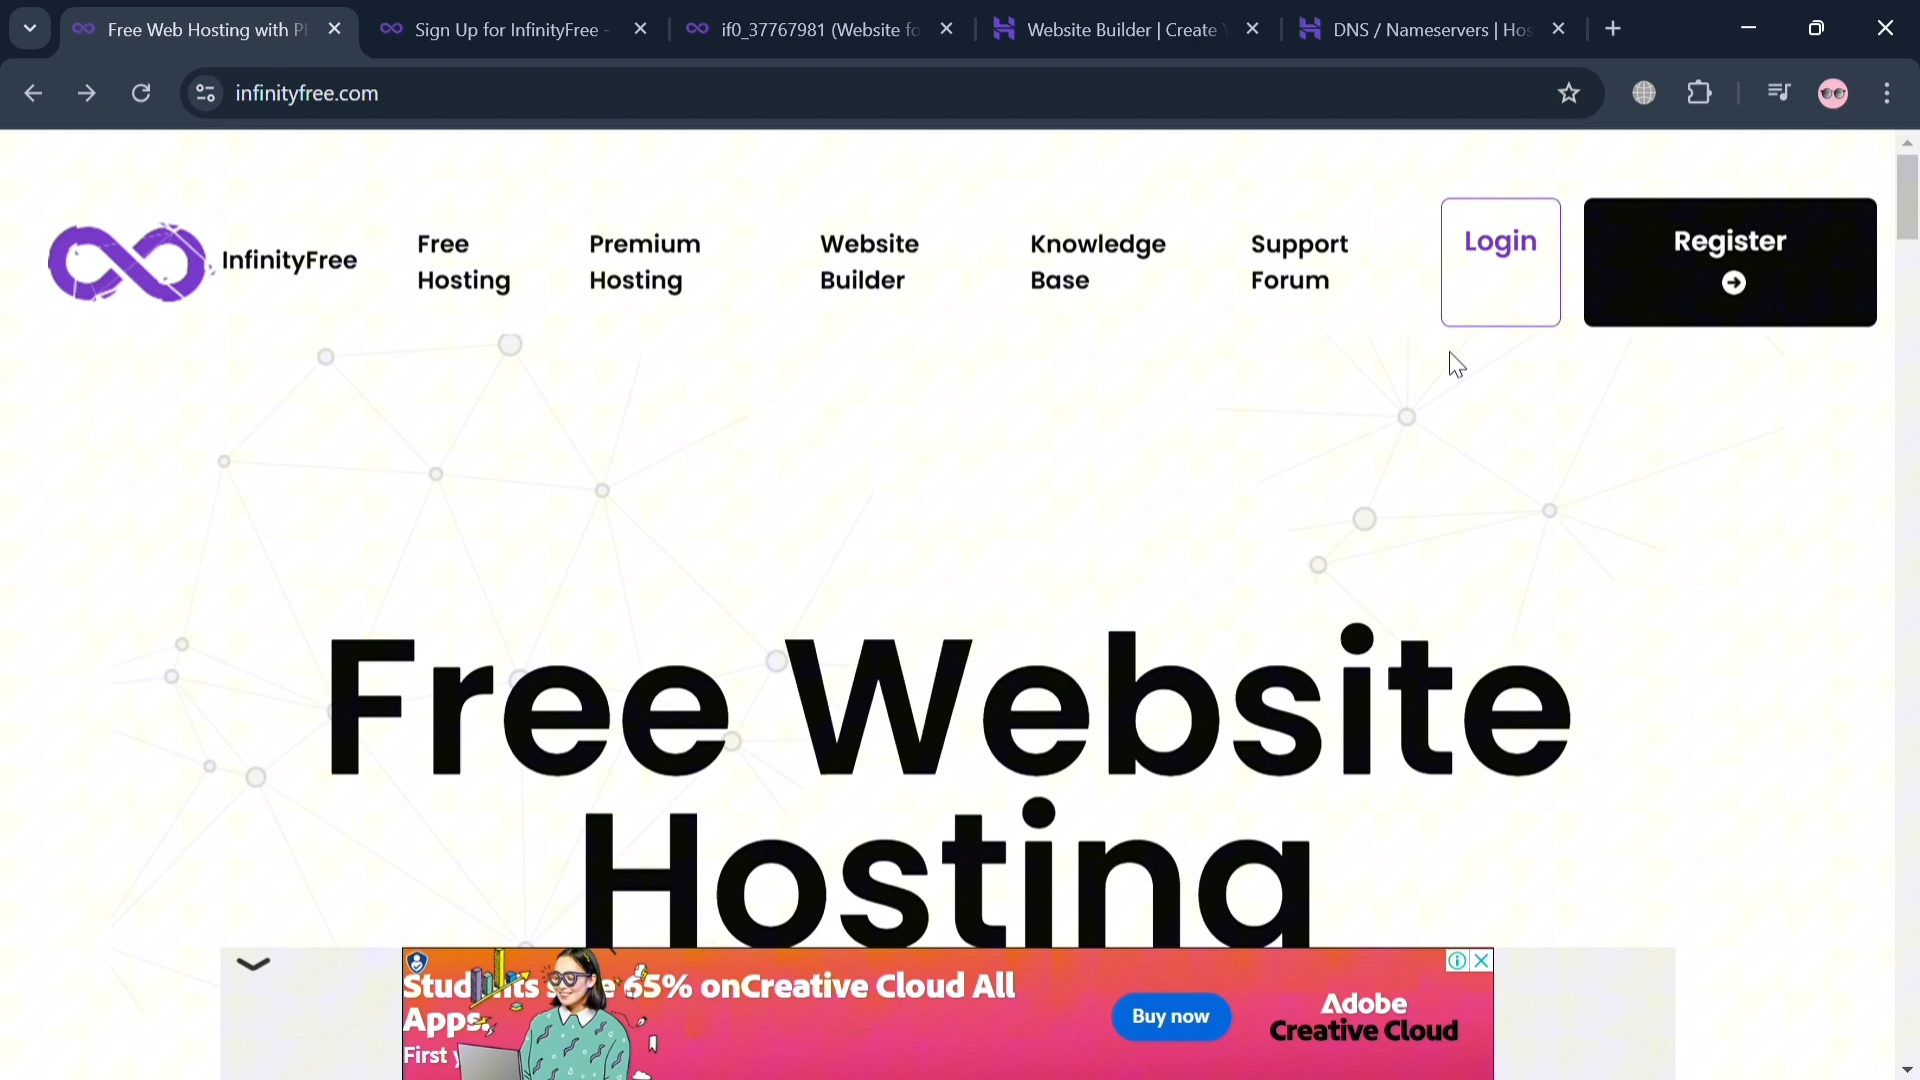 Free Web Hosting with P
Sign Up for InfinityFree -
if0_37767981 (Website fo
Website Builder | Create
DNS / Nameservers | Hos
infinityfree.com
InfinityFree
Free
Hosting
Premium
Hosting
Website
Builder
Knowledge
Base
Support
Forum
Login
Register
Free Website
Hosting
65% onCreative Cloud All
Apps.
First
Buy now
Adobe
Creative Cloud